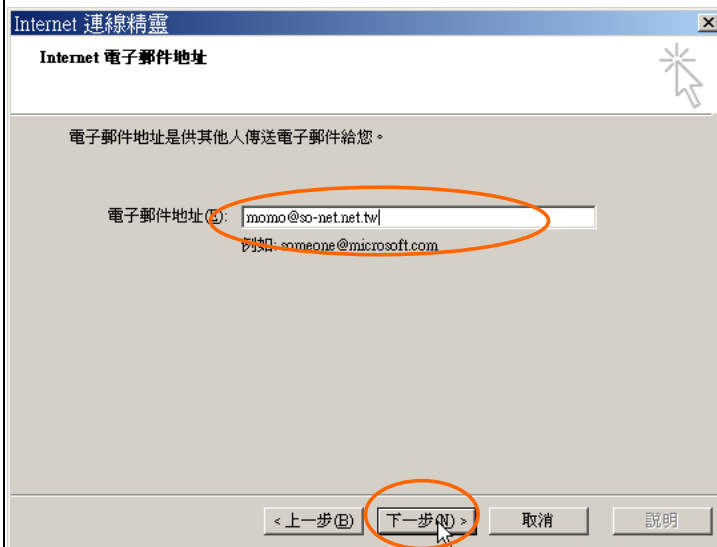 Internet 連線精靈
Internet 電子郵件地址
電子郵件地址是供其他人傳送電子郵件給您。
電子郵件地址(E): momo@so-net.net.tw
例如: someone@microsoft.com
<上一步(B) 下一步(N)> 取消 說明